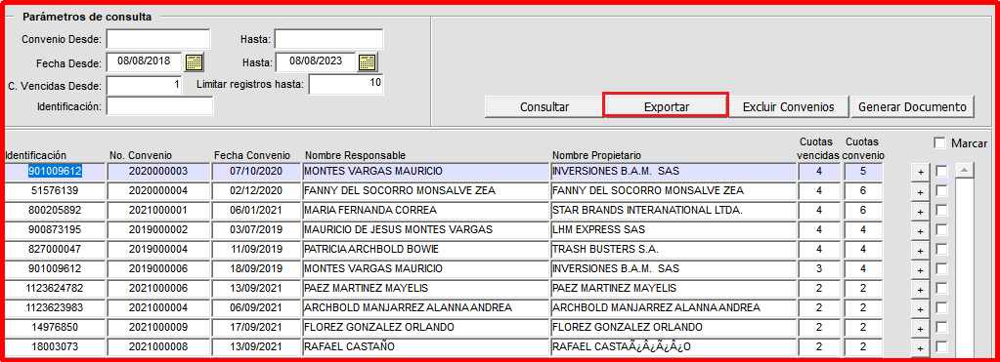 Parámetros de consulta
Convenio Desde: Hasta:
Fecha Desde: 08/08/2018 Hasta: 08/08/2023
C. Vencidas Desde: 1 Limitar registros hasta: 10
Identificación:
Consultar Exportar Excluir Convenios Generar Documento
Identificación No. Convenio Fecha Convenio Nombre Responsable Nombre Propietario Cuotas vencidas Cuotas convenio Marcar
901009612 2020000003 07/10/2020 MONTES VARGAS MAURICIO INVERSIONES B.A.M. SAS 4 5 +
51576139 2020000004 02/12/2020 FANNY DEL SOCORRO MONSALVE ZEA FANNY DEL SOCORRO MONSALVE ZEA 4 6 +
800205892 2021000001 06/01/2021 MARIA FERNANDA CORREA STAR BRANDS INTERANATIONAL LTDA. 4 6 +
900873195 2019000002 03/07/2019 MAURICIO DE JESUS MONTES VARGAS LHM EXPRESS SAS 4 4 +
827000047 2019000004 11/09/2019 PATRICIA ARCHBOLD BOWIE TRASH BUSTERS S.A. 4 4 +
901009612 2019000006 18/09/2019 MONTES VARGAS MAURICIO INVERSIONES B.A.M. SAS 3 4 +
1123624782 2021000006 13/09/2021 PAEZ MARTINEZ MAYELIS PAEZ MARTINEZ MAYELIS 2 2 +
1123623983 2021000004 06/09/2021 ARCHBOLD MANJARREZ ALANNA ANDREA ARCHBOLD MANJARREZ ALANNA ANDREA 2 2 +
14976850 2021000009 17/09/2021 FLOREZ GONZALEZ ORLANDO FLOREZ GONZALEZ ORLANDO 2 2 +
18003073 2021000008 13/09/2021 RAFAEL CASTAÑO RAFAEL CASTAÃ¿Â¿Ã¿Â¿O 2 2 +